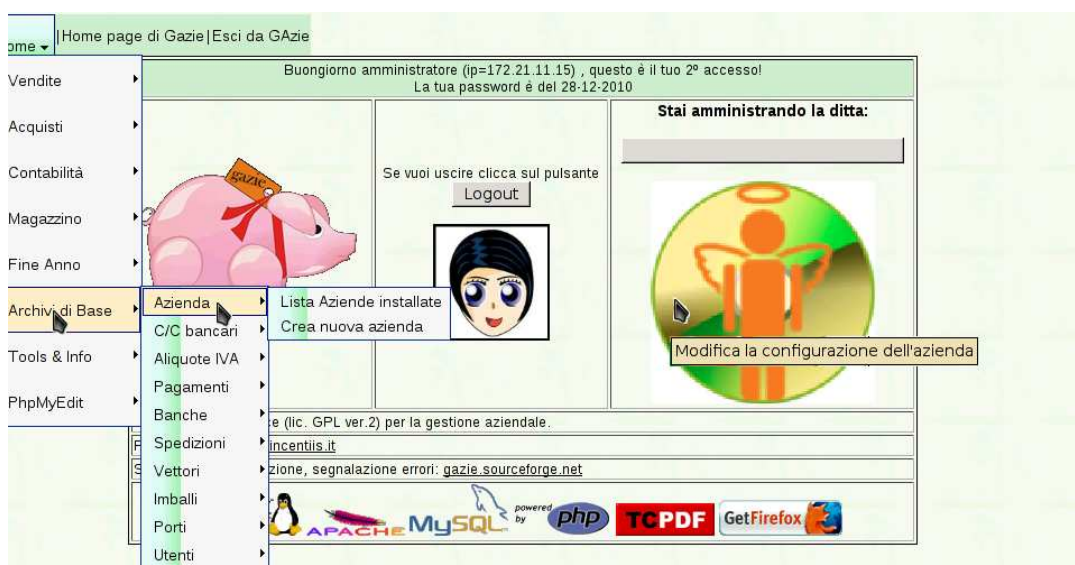 ome
|Home page di Gazie|Esci da GAzie
Buongiorno amministratore (ip=172.21.11.15) , questo è il tuo 2º accesso!
La tua password è del 28-12-2010
Vendite
Acquisti
Contabilità
Magazzino
Fine Anno
Archivi di Base
Tools & Info
PhpMyEdit
Azienda
C/C bancari
Aliquote IVA
Pagamenti
Banche
Spedizioni
Vettori
Imballi
Porti
Utenti
Lista Aziende installate
Crea nuova azienda
gazie
Se vuoi uscire clicca sul pulsante
Logout
Stai amministrando la ditta:
Modifica la configurazione dell'azienda
e (lic. GPL ver.2) per la gestione aziendale.
incentiis.it
zione, segnalazione errori: gazie.sourceforge.net
APACHE
MySQL
powered
by
php
TCPDF
GetFirefox